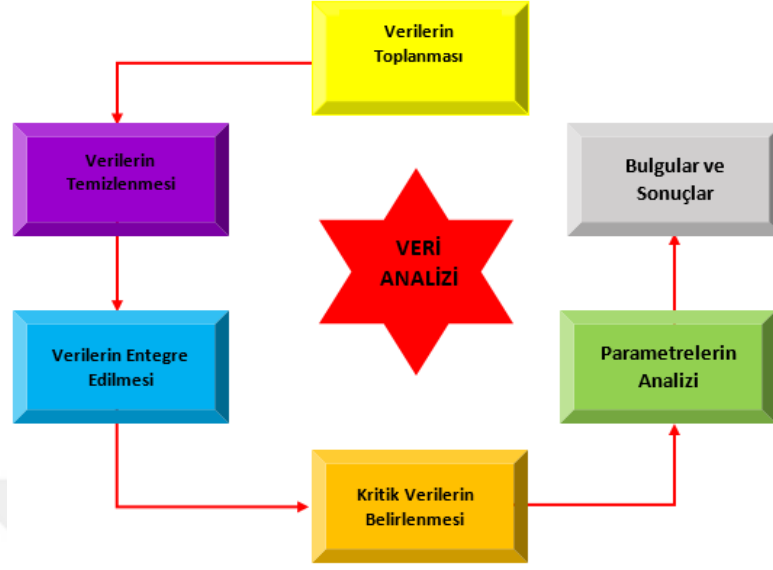 Verilerin
Toplanması
Verilerin
Temizlenmesi
Verilerin Entegre
Edilmesi
Kritik Verilerin
Belirlenmesi
Parametrelerin
Analizi
Bulgular ve
Sonuçlar
VERİ
ANALİZİ